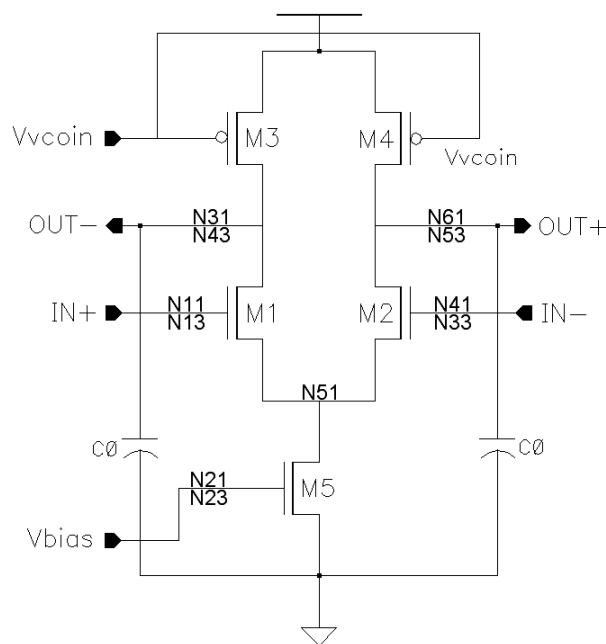 Vvcoin
M3
M4
Vvcoin
OUT-
N31
N43
N61
N53
OUT+
IN+
N11
N13
M1
M2
N41
N33
IN-
N51
C0
C0
N21
N23
M5
Vbias